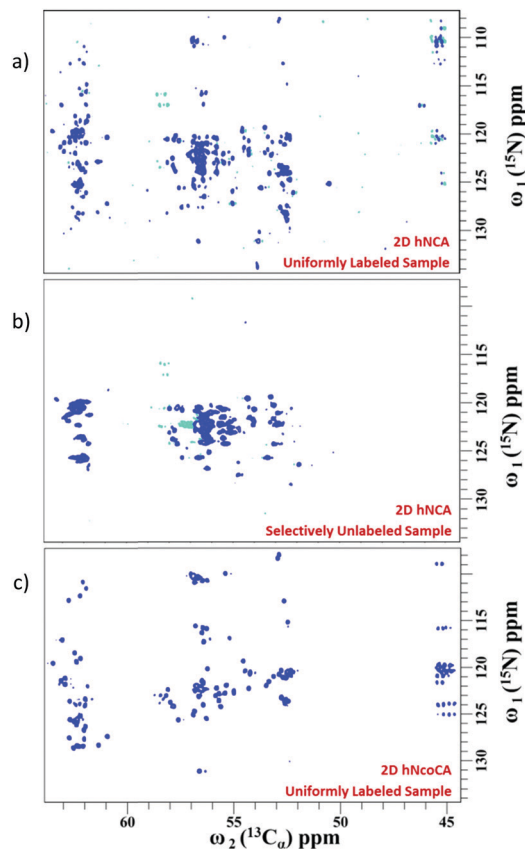 a)
110
115
120
125
130
ω₁ (¹⁵N) ppm
2D hNCA
Uniformly Labeled Sample
b)
115
120
125
130
ω₁ (¹⁵N) ppm
2D hNCA
Selectively Unlabeled Sample
c)
110
115
120
125
130
ω₁ (¹⁵N) ppm
2D hNcoCA
Uniformly Labeled Sample
60 55 50 45
ω₂ (¹³Cα) ppm